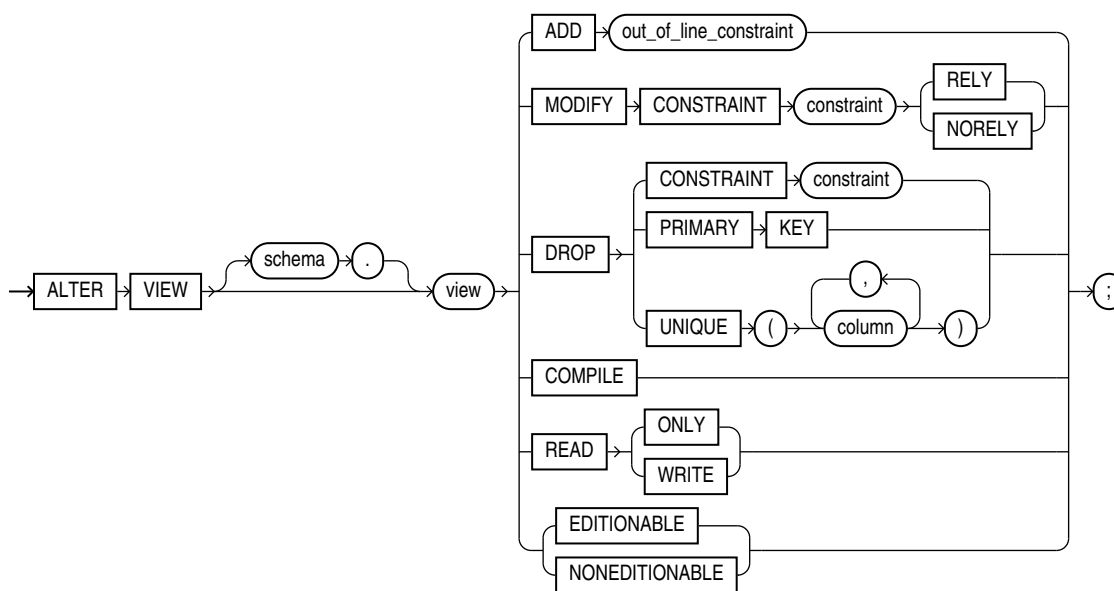 ADD out_of_line_constraint
RELY
MODIFY CONSTRAINT constraint
NORELY
CONSTRAINT constraint
PRIMARY KEY
DROP
schema .
,
ALTER VIEW view ;
UNIQUE ( column )
COMPILE
ONLY
READ
WRITE
EDITIONABLE
NONEDITIONABLE